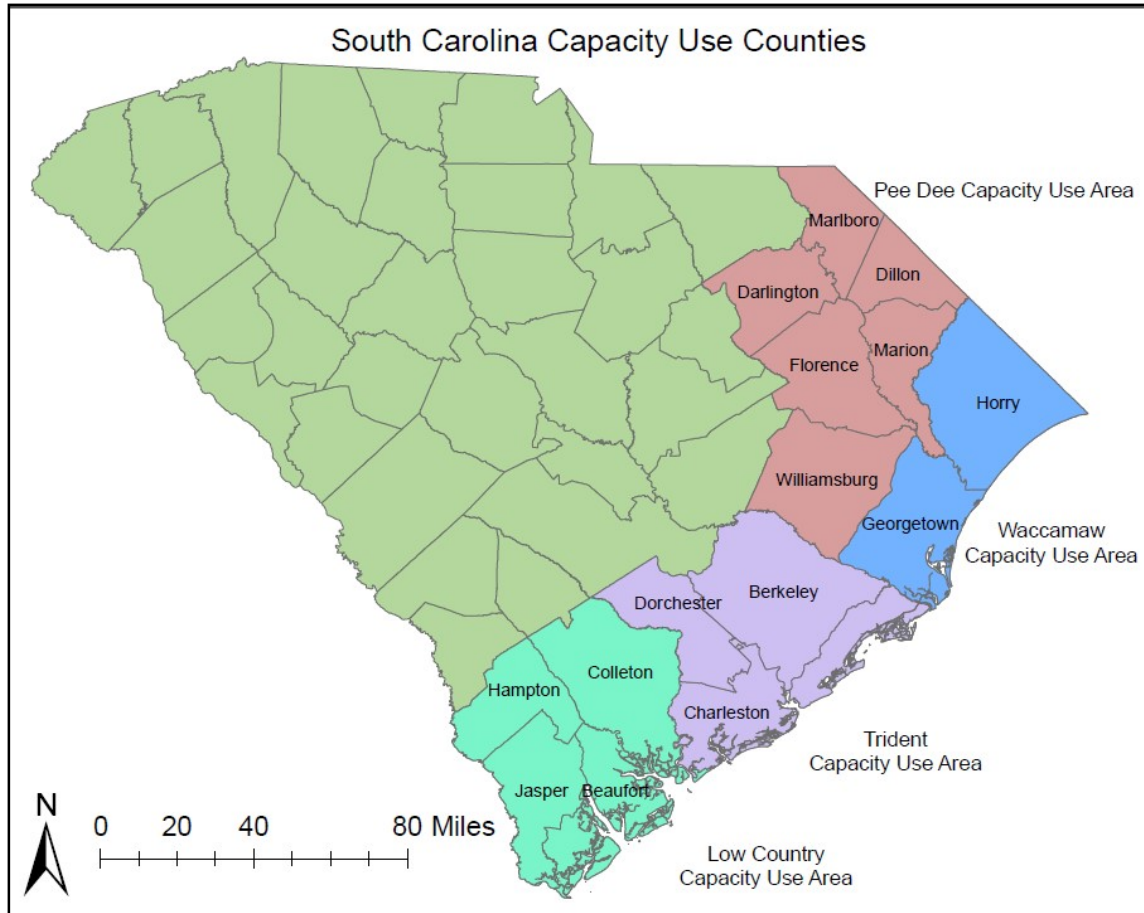 South Carolina Capacity Use Counties
Pee Dee Capacity Use Area
Marlboro
Dillon
Darlington
Marion
Florence
Horry
Williamsburg
Georgetown
Waccamaw
Capacity Use Area
Berkeley
Dorchester
Colleton
Hampton
Charleston
Trident
Capacity Use Area
Jasper
Beaufort
N
0 20 40 80 Miles
Low Country
Capacity Use Area